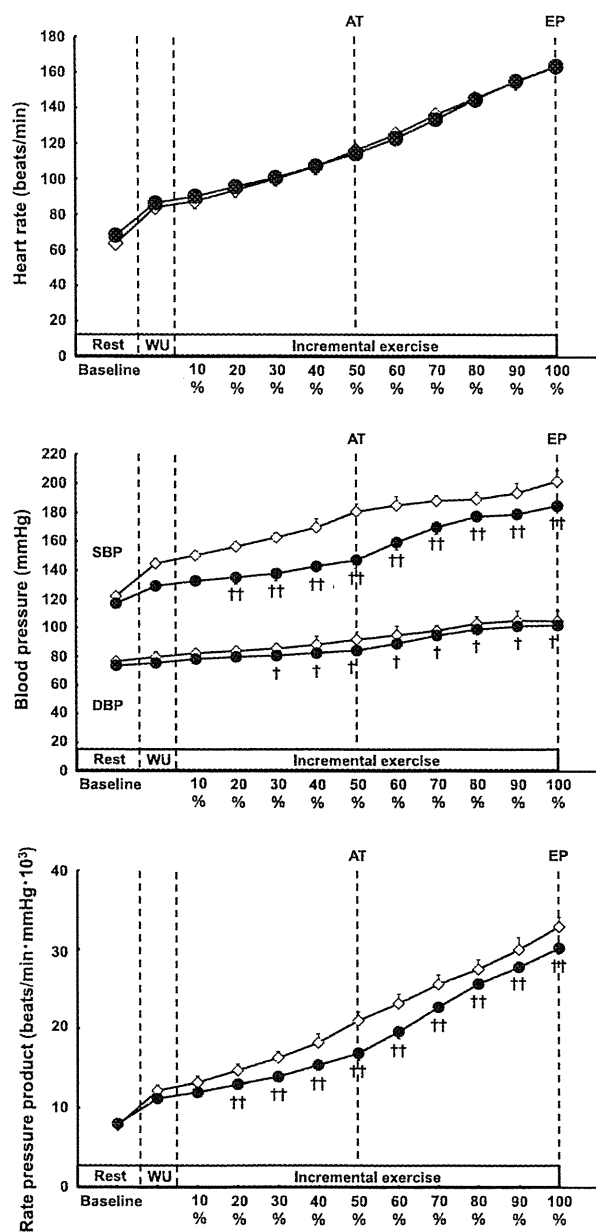 AT EP
180
160
140
120
100
80
60
40
20
0
Heart rate (beats/min)
Rest WU Incremental exercise
Baseline 10 20 30 40 50 60 70 80 90 100
% % % % % % % % % %
AT EP
220
200
180
160
140
120
100
80
60
40
20
0
Blood pressure (mmHg)
SBP
†† †† †† †† †† †† †† †† ††
DBP
† † † † † † † †
Rest WU Incremental exercise
Baseline 10 20 30 40 50 60 70 80 90 100
% % % % % % % % % %
AT EP
40
30
20
10
0
Rate pressure product (beats/min·mmHg·10³)
†† †† †† †† †† †† †† †† ††
Rest WU Incremental exercise
Baseline 10 20 30 40 50 60 70 80 90 100
% % % % % % % % % %